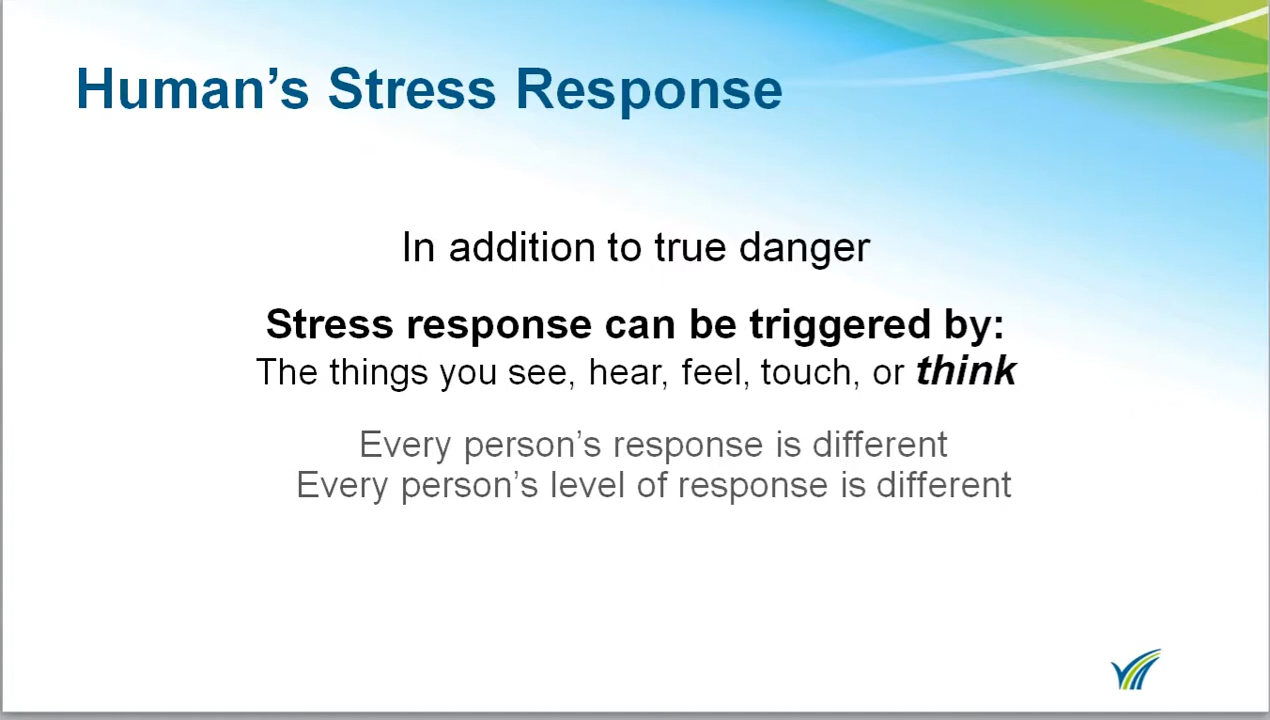 Human’s Stress Response
In addition to true danger
Stress response can be triggered by:
The things you see, hear, feel, touch, or think
Every person’s response is different
Every person’s level of response is different